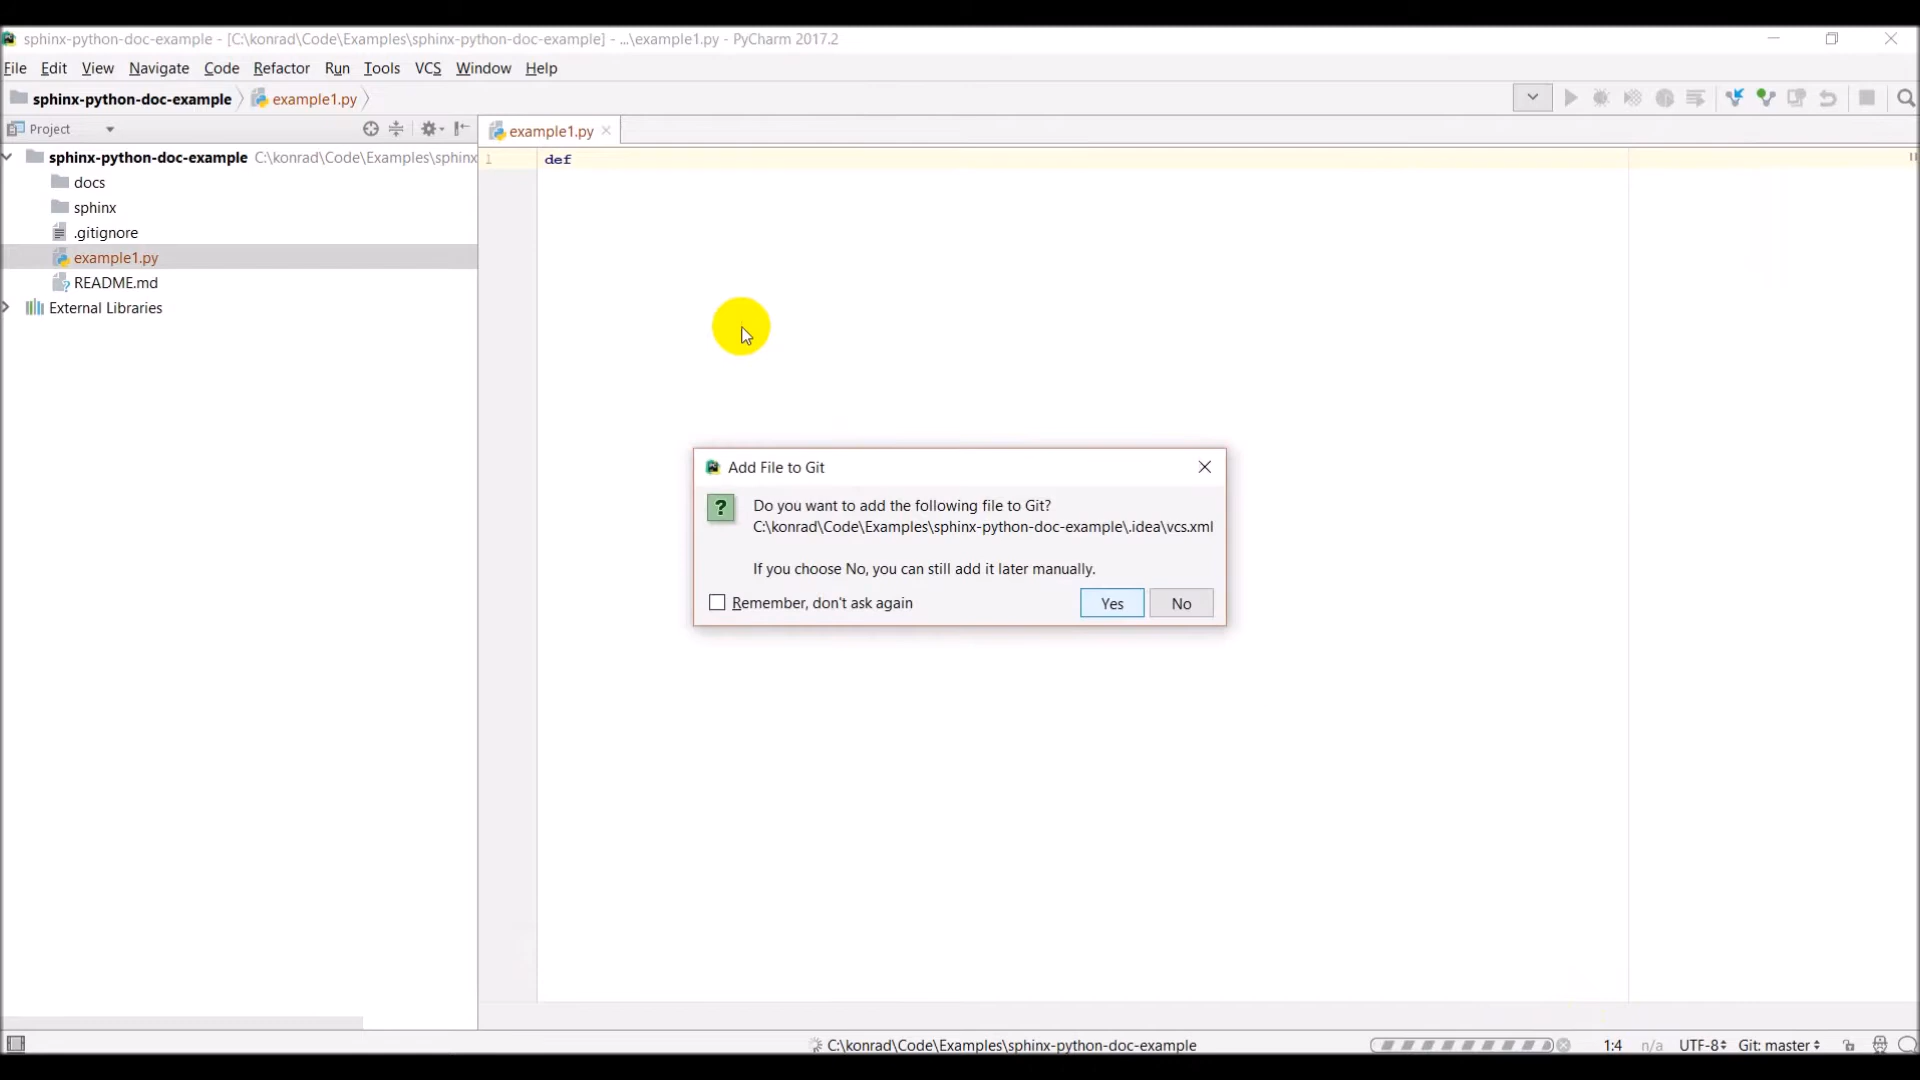 sphinx-python-doc-example - [C:\konrad\Code\Examples\sphinx-python-doc-example] - ...\example1.py - PyCharm 2017.2
File Edit View Navigate Code Refactor Run Tools VCS Window Help
sphinx-python-doc-example example1.py
Project
example1.py
sphinx-python-doc-example C:\konrad\Code\Examples\sphinx
docs
sphinx
.gitignore
example1.py
README.md
External Libraries
1 def
Add File to Git
Do you want to add the following file to Git?
C:\konrad\Code\Examples\sphinx-python-doc-example\.idea\vcs.xml
If you choose No, you can still add it later manually.
Remember, don't ask again
Yes No
C:\konrad\Code\Examples\sphinx-python-doc-example 1:4 n/a UTF-8 Git: master